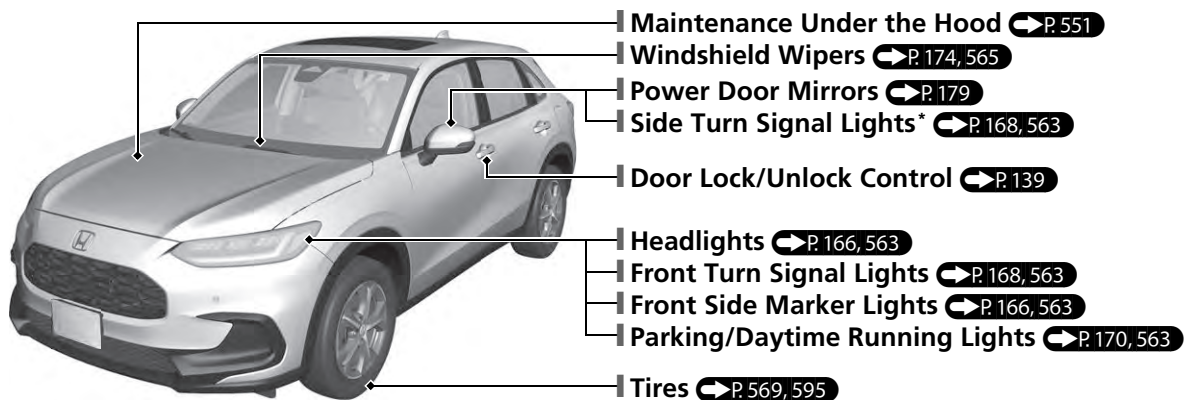 Maintenance Under the Hood P. 551
Windshield Wipers P. 174, 565
Power Door Mirrors P. 179
Side Turn Signal Lights* P. 168, 563
Door Lock/Unlock Control P. 139
Headlights P. 166, 563
Front Turn Signal Lights P. 168, 563
Front Side Marker Lights P. 166, 563
Parking/Daytime Running Lights P. 170, 563
Tires P. 569, 595